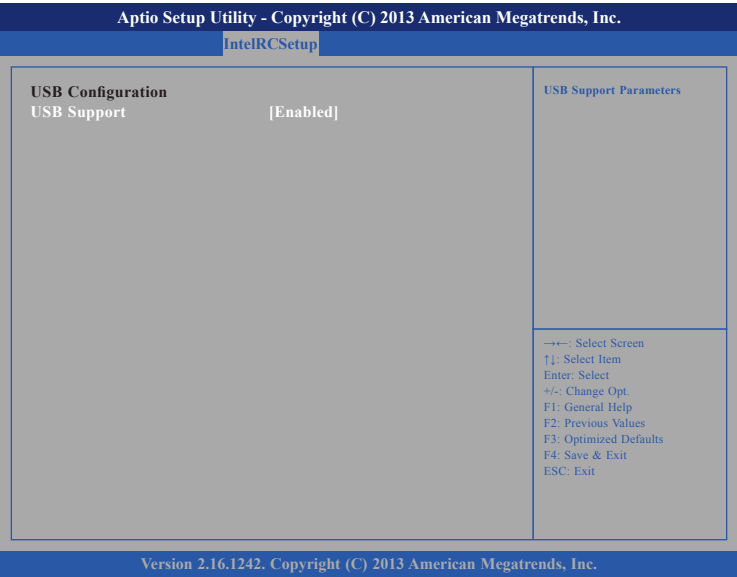 Aptio Setup Utility - Copyright (C) 2013 American Megatrends, Inc.
IntelRCSetup
USB Configuration
USB Support [Enabled]
USB Support Parameters
→←: Select Screen
↑↓: Select Item
Enter: Select
+/-: Change Opt.
F1: General Help
F2: Previous Values
F3: Optimized Defaults
F4: Save & Exit
ESC: Exit
Version 2.16.1242. Copyright (C) 2013 American Megatrends, Inc.